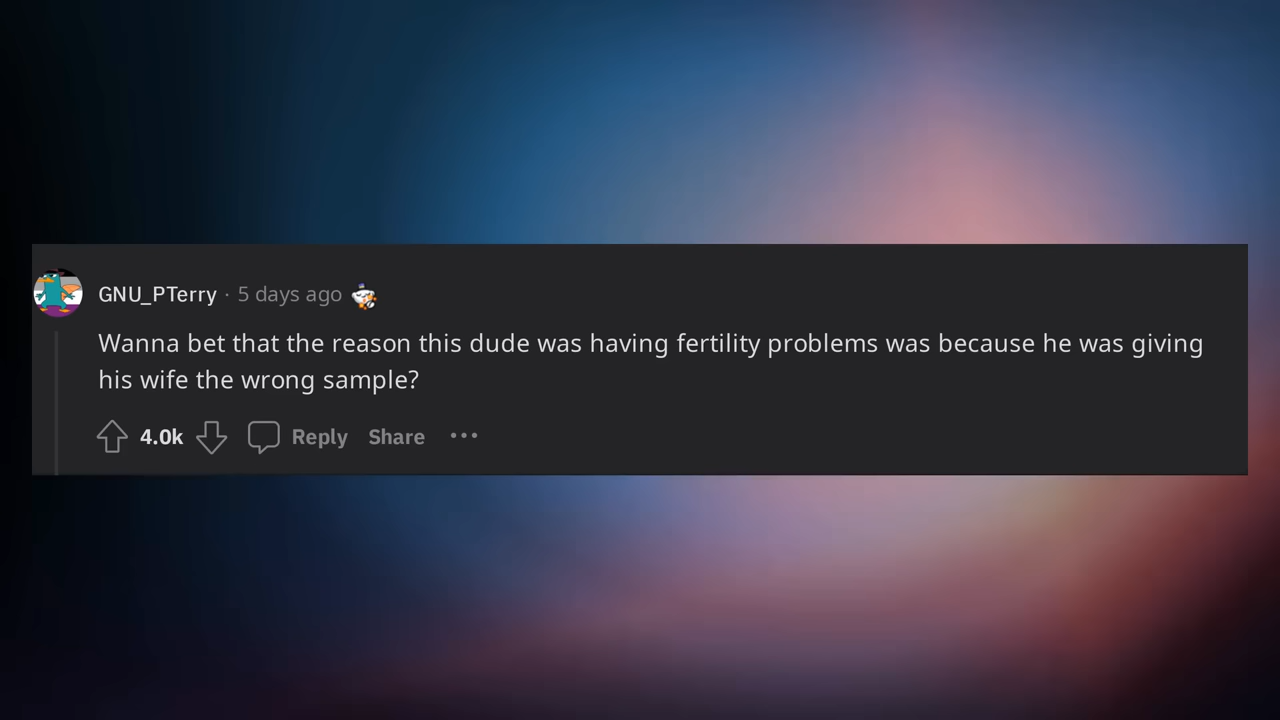 GNU_PTerry · 5 days ago
Wanna bet that the reason this dude was having fertility problems was because he was giving
his wife the wrong sample?
4.0k Reply Share ···